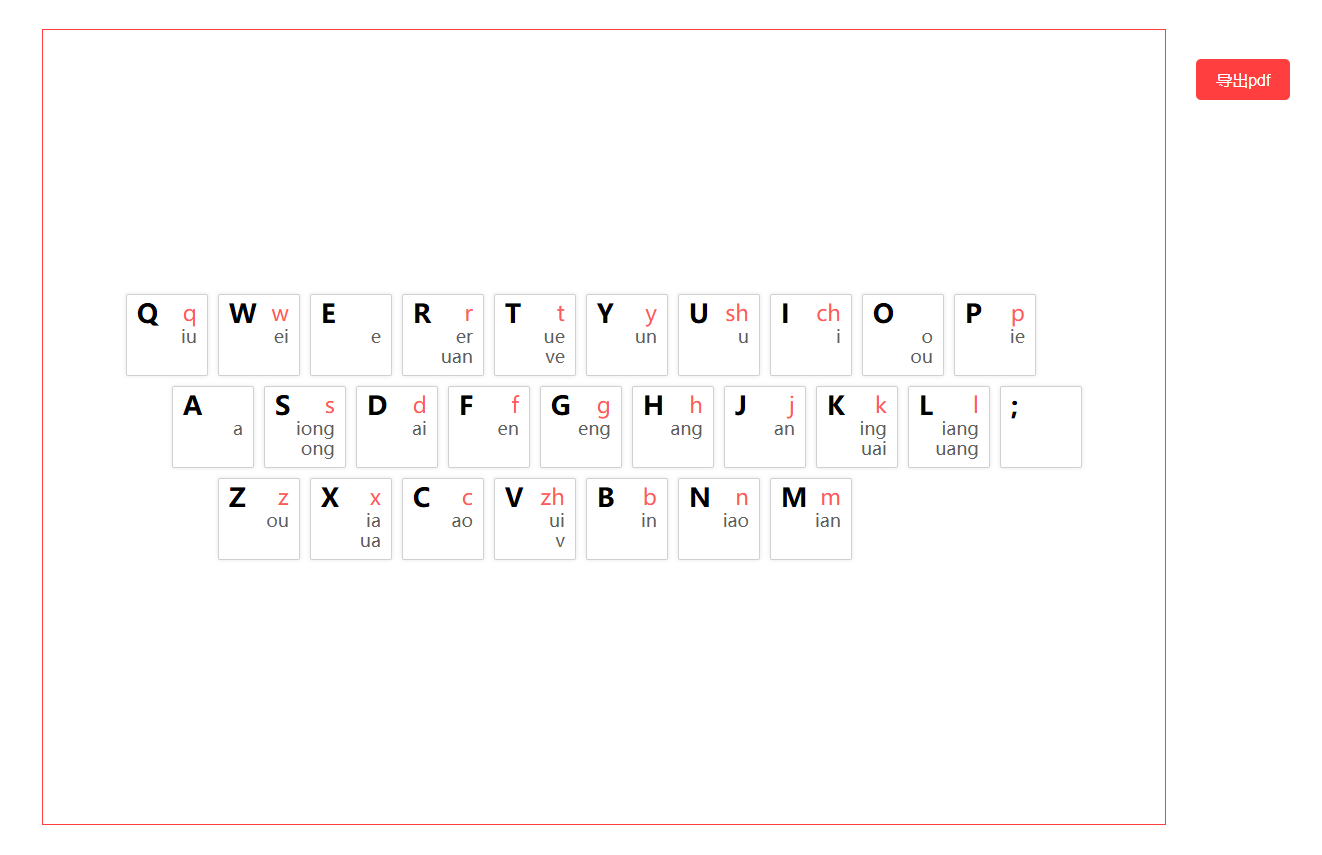 导出pdf
Q q W w E R r T t Y y U sh I ch O P p
iu ei e er ue un u i o ie
uan ve ou
A S s D d F f G g H h J j K k L l ;
a iong ai en eng ang an ing iang
ong uai uang
Z z X x C c V zh B b N n M m
ou ia ao ui in iao ian
ua v